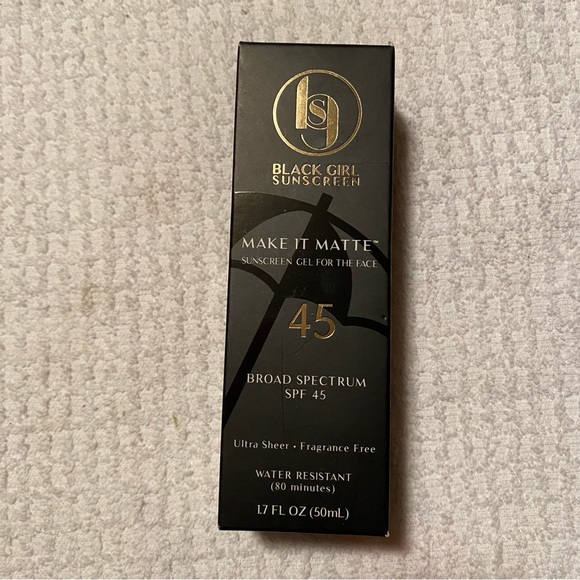 bsg
BLACK GIRL
SUNSCREEN
MAKE IT MATTE™
SUNSCREEN GEL FOR THE FACE
45
BROAD SPECTRUM
SPF 45
Ultra Sheer • Fragrance Free
WATER RESISTANT
(80 minutes)
1.7 FL OZ (50mL)